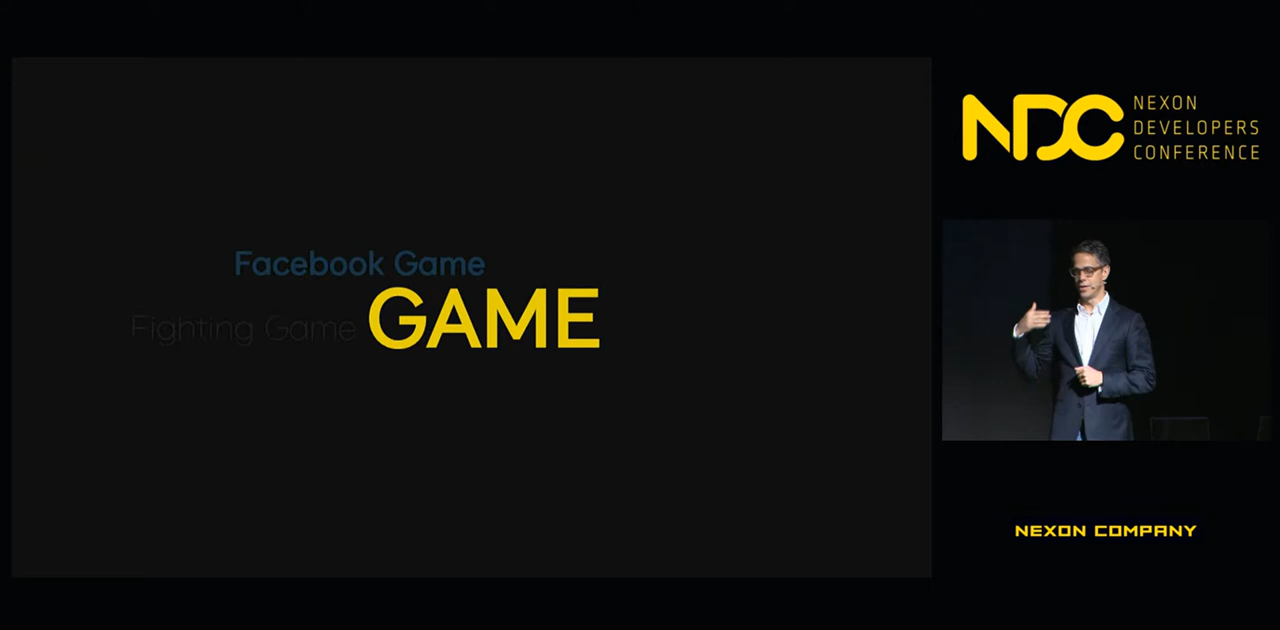 Facebook Game
Fighting Game
GAME
NDC
NEXON
DEVELOPERS
CONFERENCE
NEXON COMPANY